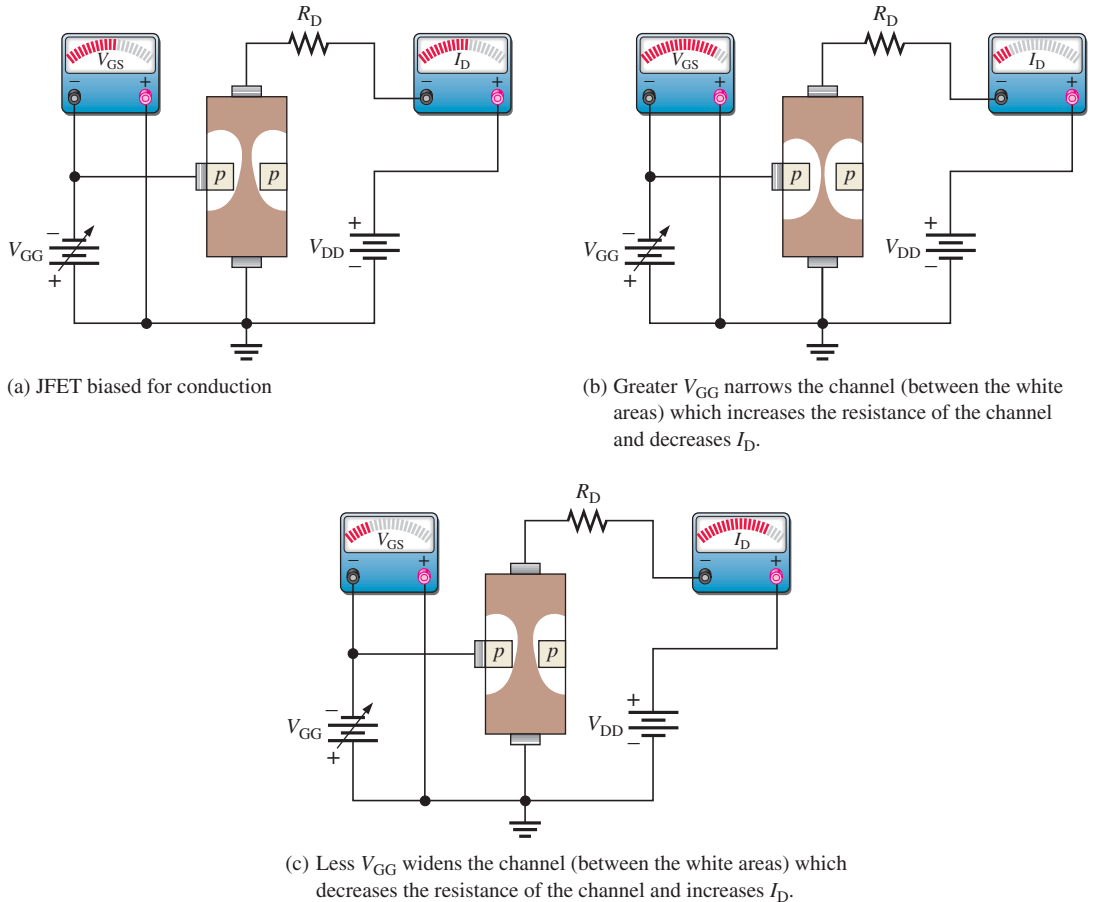 R_D
R_D
V_GS
− +
I_D
− +
V_GS
− +
I_D
− +
p p
p p
−
V_GG
+
+
V_DD
−
−
V_GG
+
+
V_DD
−
(a) JFET biased for conduction
(b) Greater V_GG narrows the channel (between the white
areas) which increases the resistance of the channel
and decreases I_D.
R_D
V_GS
− +
I_D
− +
p p
−
V_GG
+
+
V_DD
−
(c) Less V_GG widens the channel (between the white areas) which
decreases the resistance of the channel and increases I_D.